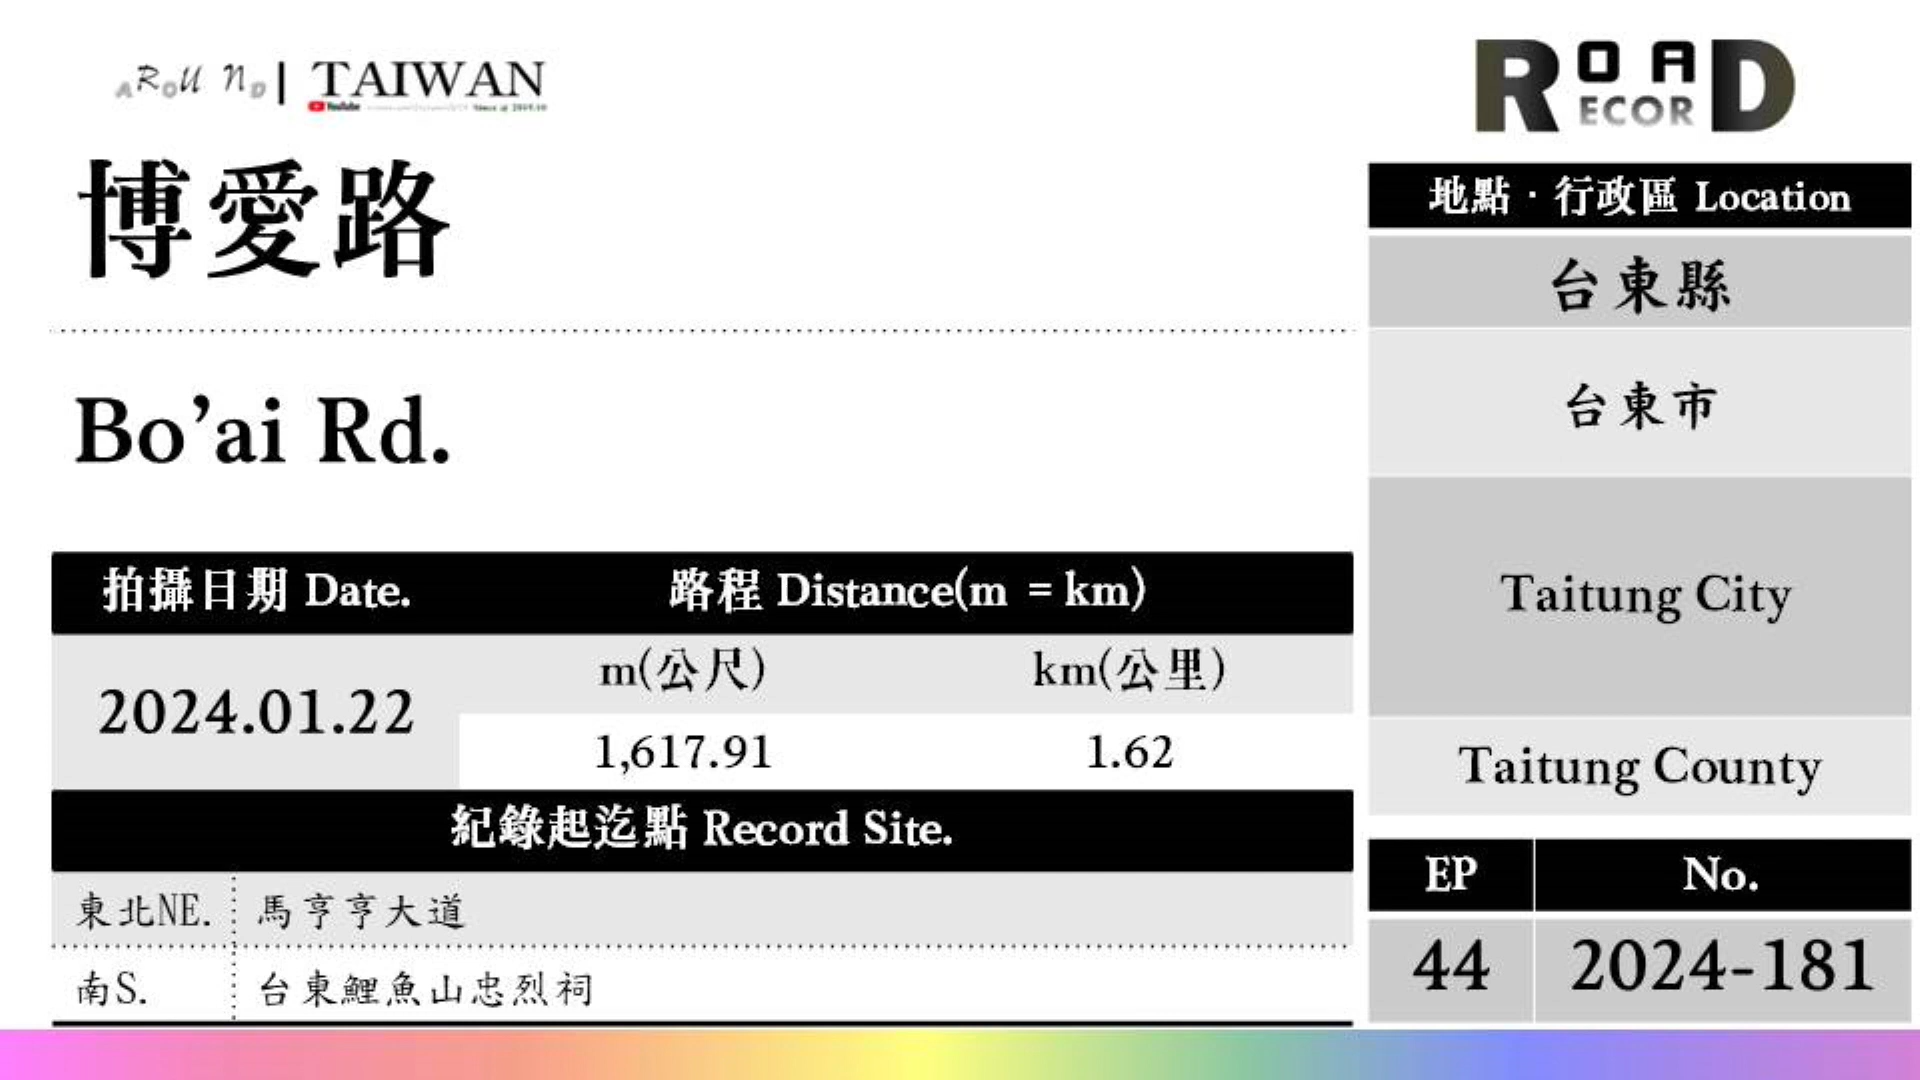 AROUND | TAIWAN
YouTube
ROAD
RECORD
博愛路
Bo’ai Rd.
拍攝日期 Date.
路程 Distance(m = km)
2024.01.22
m(公尺)
km(公里)
1,617.91
1.62
紀錄起迄點 Record Site.
東北NE.
馬亨亨大道
南S.
台東鯉魚山忠烈祠
地點・行政區 Location
台東縣
台東市
Taitung City
Taitung County
EP
No.
44
2024-181